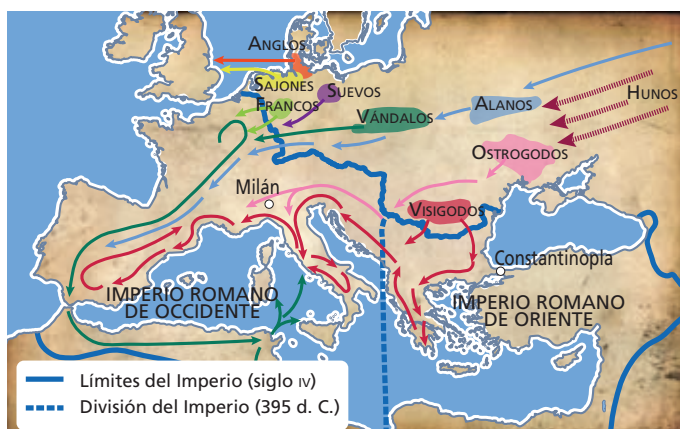 ANGLOS
SAJONES
FRANCOS
SUEVOS
VÁNDALOS
ALANOS
HUNOS
OSTROGODOS
Milán
VISIGODOS
Constantinopla
IMPERIO ROMANO
DE OCCIDENTE
IMPERIO ROMANO
DE ORIENTE
Límites del Imperio (siglo IV)
División del Imperio (395 d. C.)